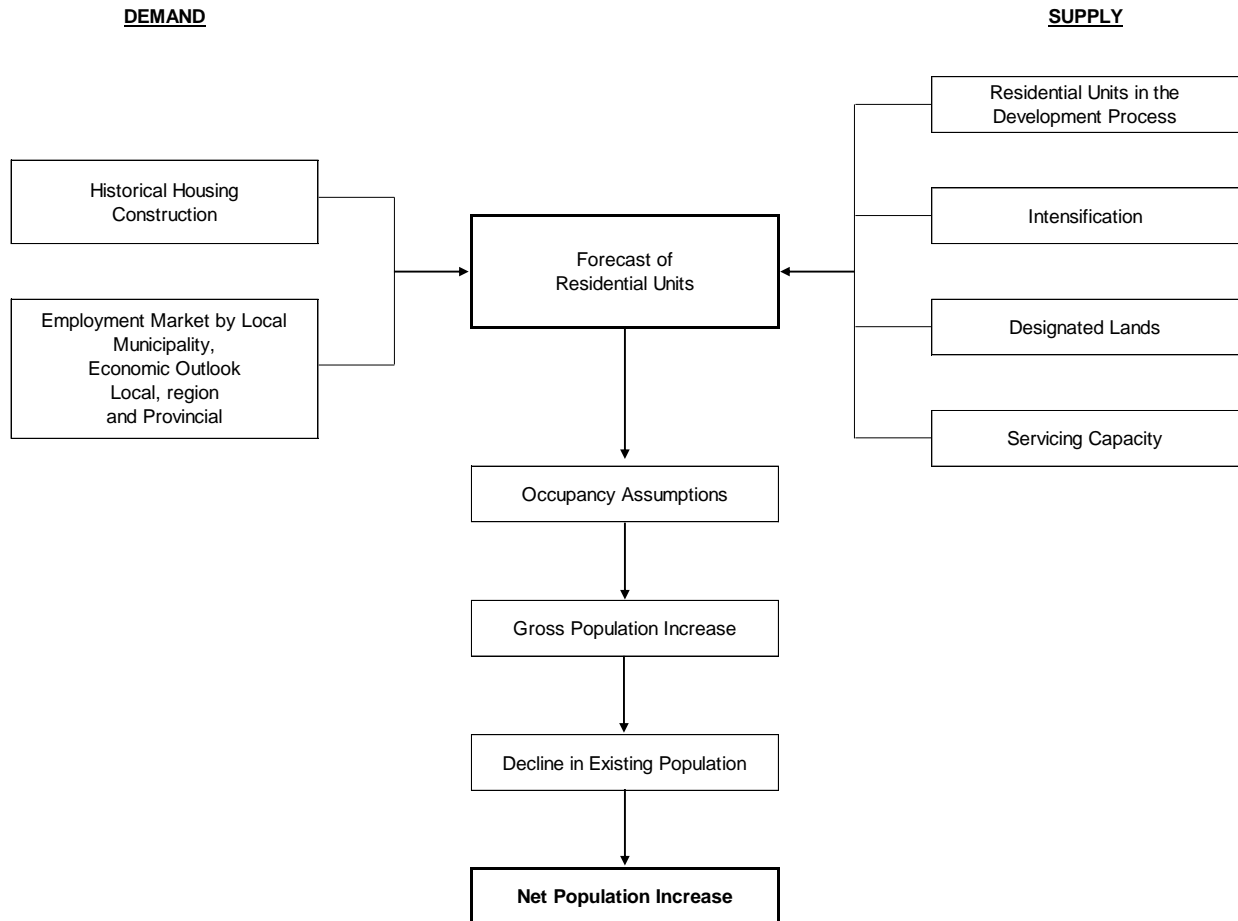 DEMAND
SUPPLY
Residential Units in the
Development Process
Historical Housing
Construction
Intensification
Forecast of
Residential Units
Employment Market by Local
Municipality,
Economic Outlook
Local, region
and Provincial
Designated Lands
Servicing Capacity
Occupancy Assumptions
Gross Population Increase
Decline in Existing Population
Net Population Increase